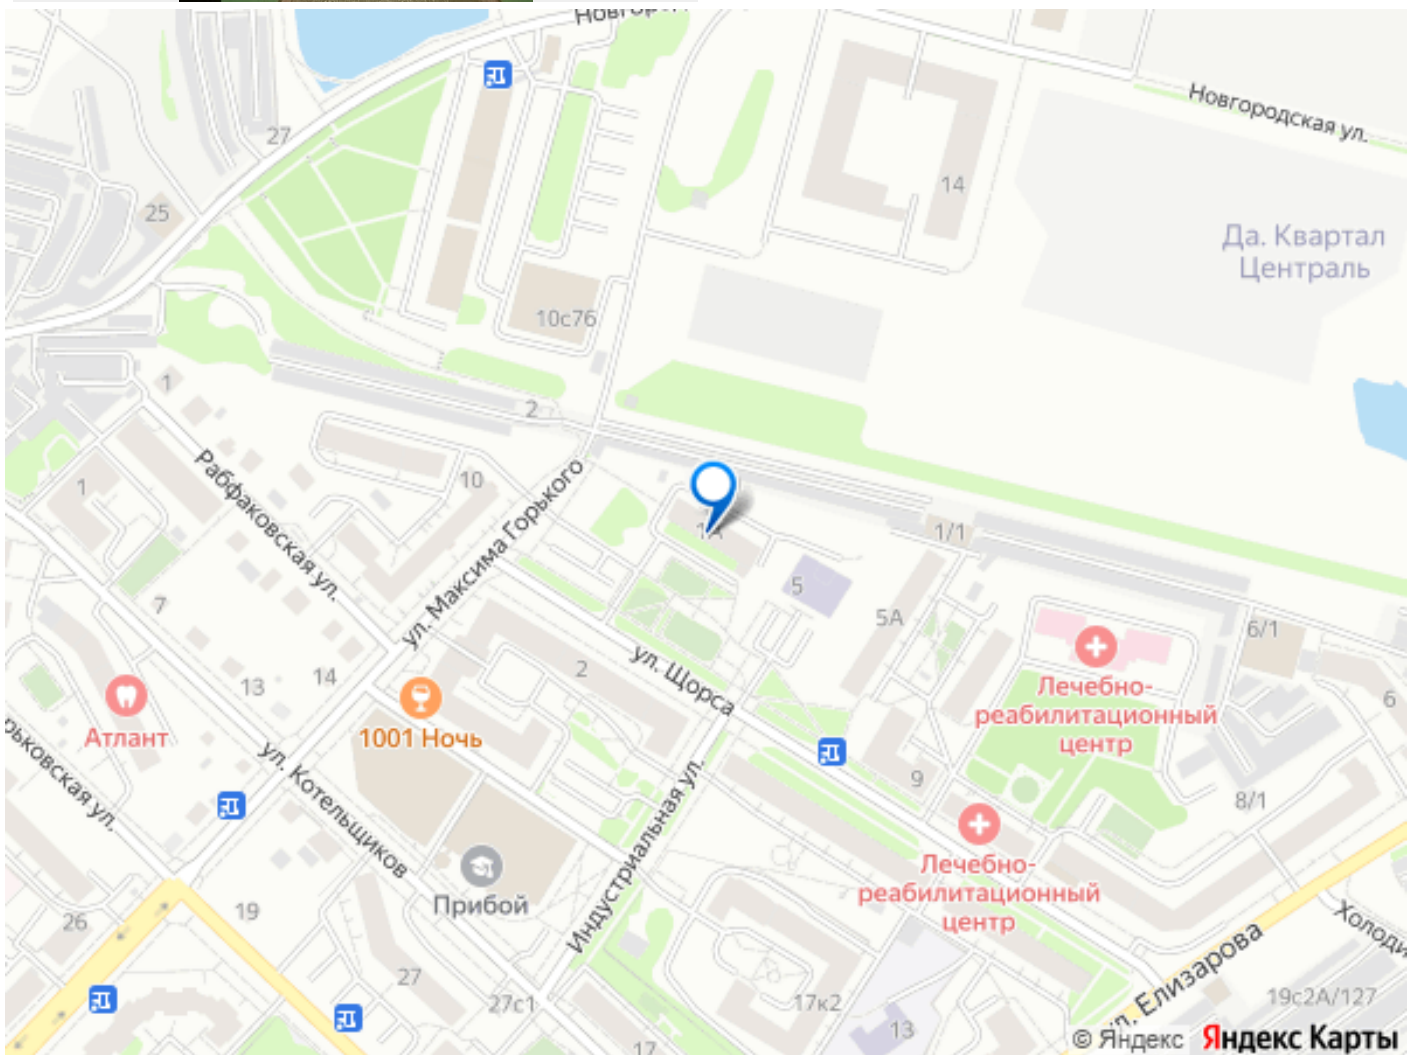 Новгородская ул.
27
14
25
Да. Квартал
Централь
10с76
1
2
10
1
Рабфаковская ул.
ул. Максима Горького
1А
1/1
5
5А
7
6/1
2
ул. Щорса
14
13
Лечебно-
реабилитационный
центр
6
Атлант
1001 Ночь
ул. Котельщиков
9
8/1
Индустриальная ул.
Прибой
Лечебно-
реабилитационный
центр
26
19
27
27с1
17к2
13
17
ул. Елизарова
19с2А/127
© Яндекс Яндекс Карты